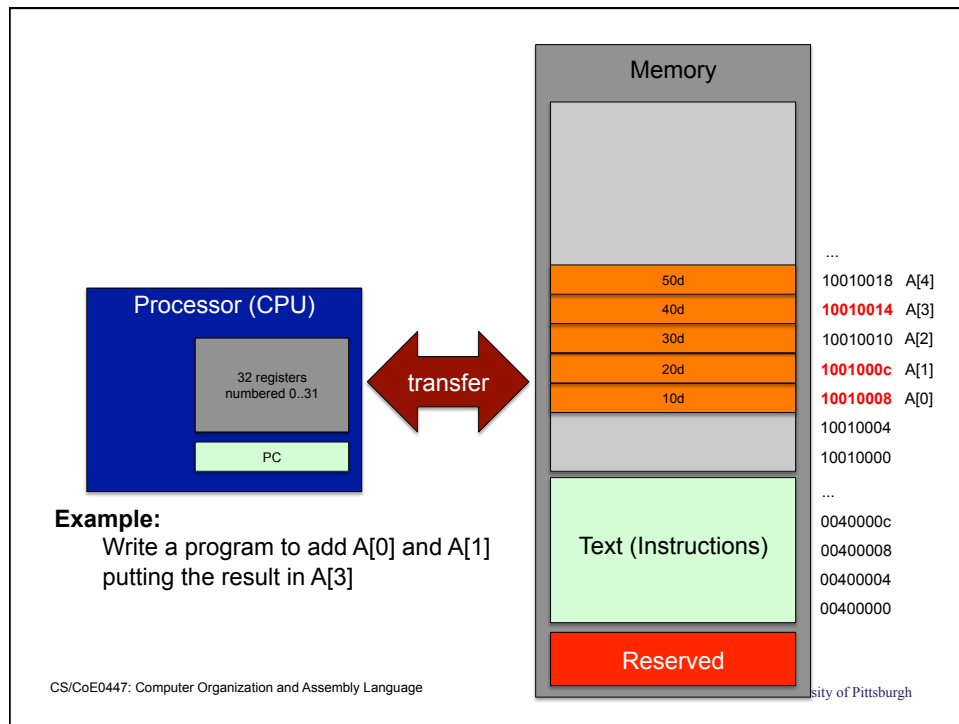 Memory
...
50d
10010018 A[4]
40d
10010014 A[3]
30d
10010010 A[2]
20d
1001000c A[1]
10d
10010008 A[0]
10010004
10010000
Processor (CPU)
32 registers
numbered 0..31
PC
transfer
Example:
Write a program to add A[0] and A[1]
putting the result in A[3]
Text (Instructions)
...
0040000c
00400008
00400004
00400000
Reserved
CS/CoE0447: Computer Organization and Assembly Language
sity of Pittsburgh